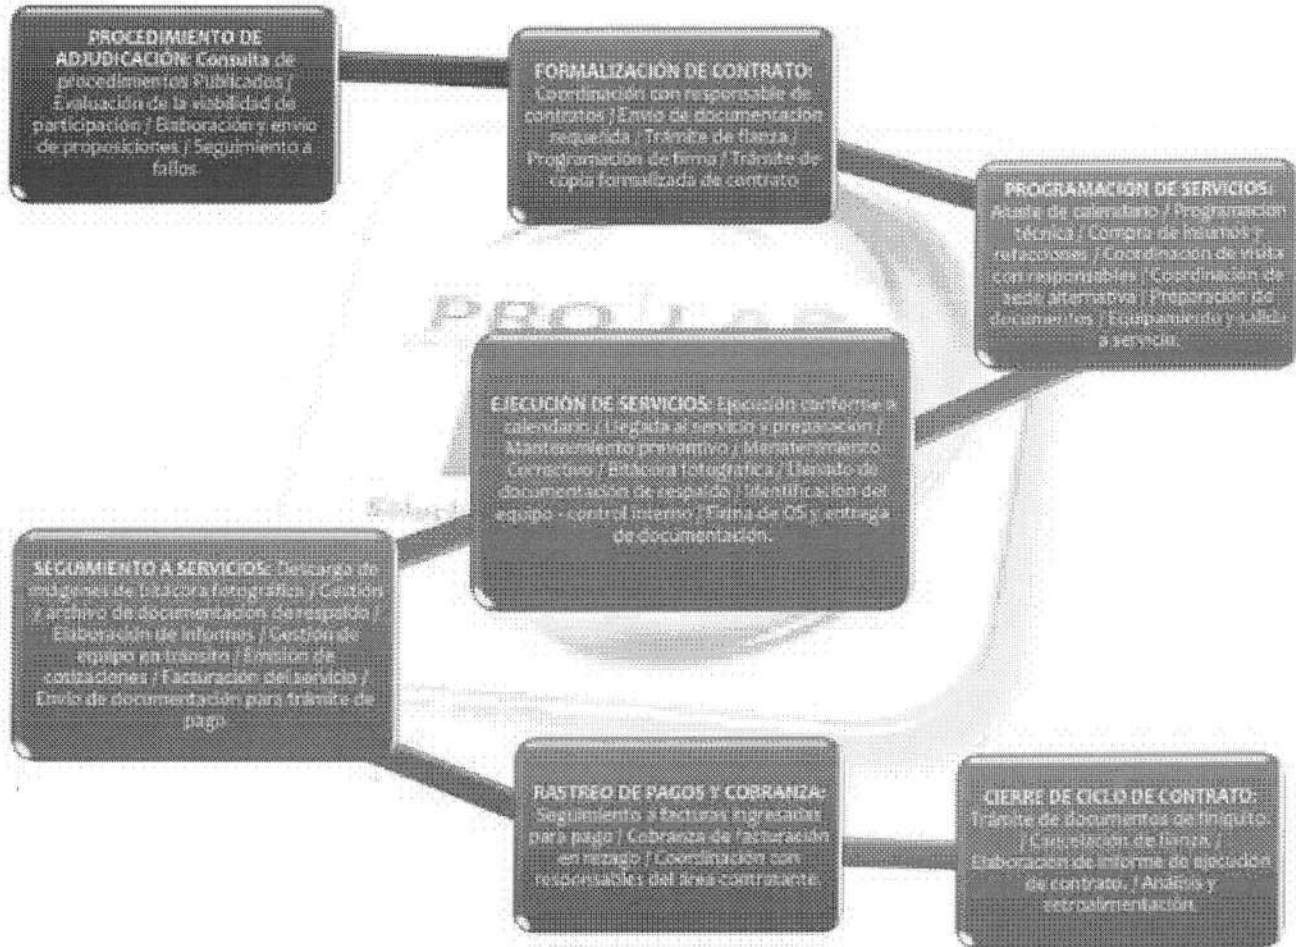 PROCEDIMIENTO DE
ADJUDICACIÓN: Consulta de
procedimientos Publicados /
Evaluación de la viabilidad de
participación / Elaboración y envio
de proposiciones / Seguimiento a
fallos.
FORMALIZACIÓN DE CONTRATO:
Coordinación con responsable de
contratos / Envio de documentación
requerida / Trámite de fianza /
Programación de firma / Trámite de
copia formalizada de contrato
PROGRAMACIÓN DE SERVICIOS:
Ajuste de calendario / Programación
técnica / Compra de insumos y
refacciones / Coordinación de visita
con responsables / Coordinación de
sede alternativa / Preparación de
documentos / Equipamiento y salida
a servicio.
PRO LAB
EJECUCIÓN DE SERVICIOS: Ejecución conforme a
calendario / Llegada al servicio y preparación /
Mantenimiento preventivo / Manatenimiento
Correctivo / Bitácora fotográfica / Llenado de
documentación de respaldo / Identificación del
equipo - control interno / Firma de OS y entrega
de documentación.
SEGUIMIENTO A SERVICIOS: Descarga de
imágenes de bitácora fotográfica / Gestión
y archivo de documentación de respaldo /
Elaboración de informes / Gestión de
equipo en tránsito / Emisión de
cotizaciones / Facturación del servicio /
Envío de documentación para trámite de
pago
RASTREO DE PAGOS Y COBRANZA:
Seguimiento a facturas ingresadas
para pago / Cobranza de facturación
en rezago / Coordinación con
responsables del área contratante.
CIERRE DE CICLO DE CONTRATO:
Trámite de documentos de finiquito.
/ Cancelación de fianza. /
Elaboración de informe de ejecución
de contrato. / Análisis y
retroalimentación.